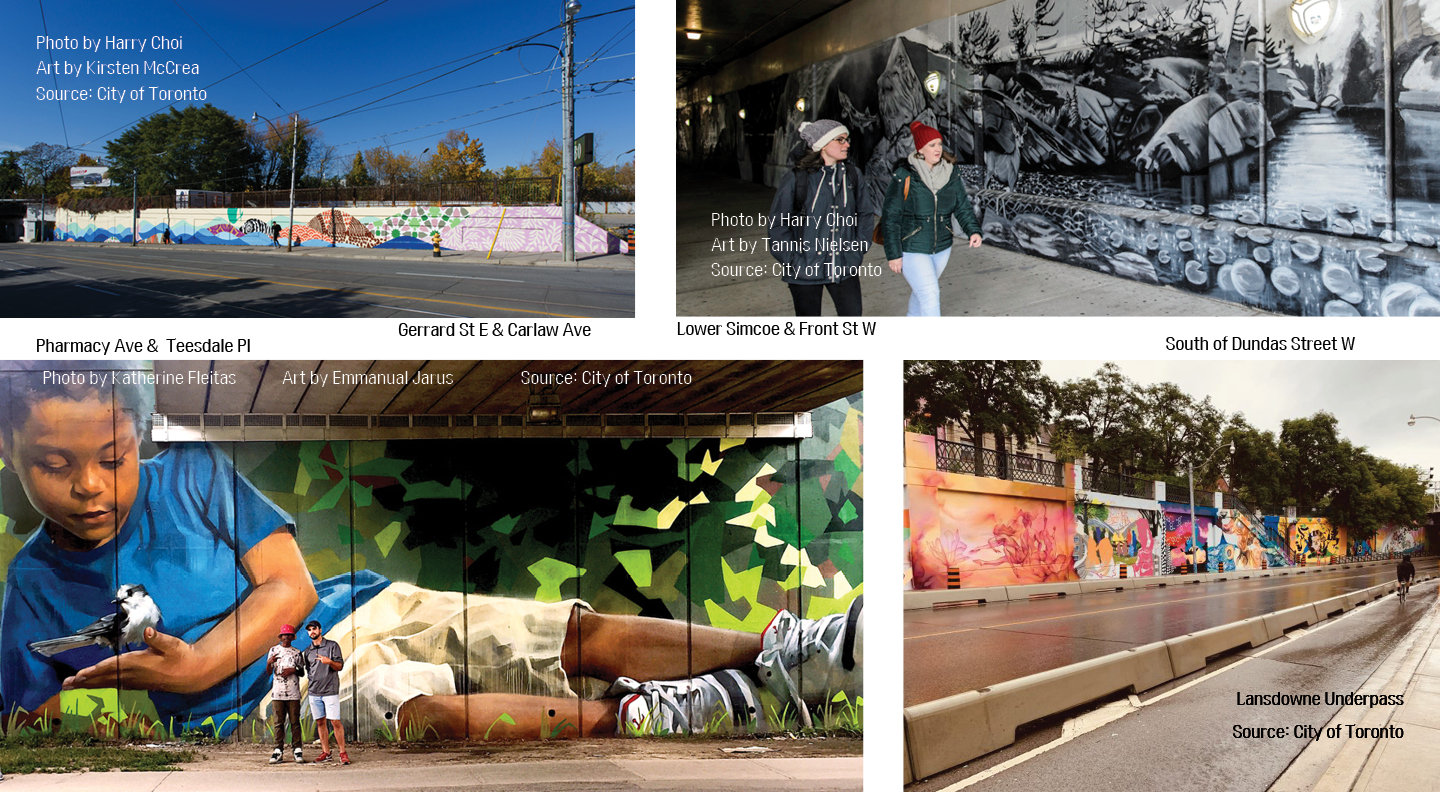 Photo by Harry Choi
Art by Kirsten McCrea
Source: City of Toronto
Photo by Harry Choi
Art by Tannis Nielsen
Source: City of Toronto
Gerrard St E & Carlaw Ave
Lower Simcoe & Front St W
Pharmacy Ave & Teesdale Pl
South of Dundas Street W
Photo by Katherine Fleitas Art by Emmanual Jarus Source: City of Toronto
Lansdowne Underpass
Source: City of Toronto